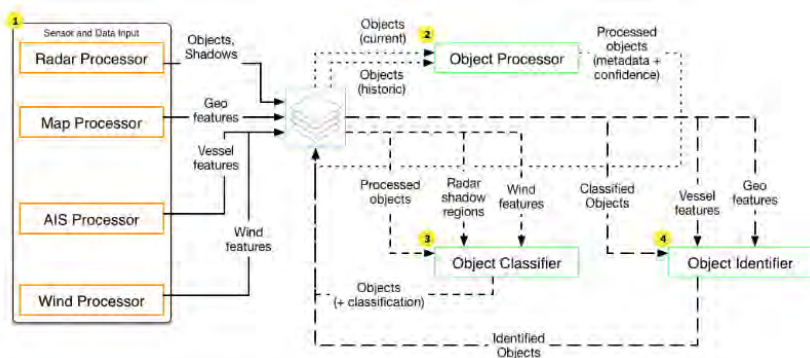 1
Sensor and Data Input
Radar Processor
Map Processor
AIS Processor
Wind Processor
Objects,
Shadows
Geo
features
Vessel
features
Wind
features
Objects
(current)
Objects
(historic)
2
Object Processor
Processed
objects
(metadata +
confidence)
Processed
objects
Radar
shadow
regions
Wind
features
Classified
Objects
Vessel
features
Geo
features
3
Object Classifier
4
Object Identifier
Objects
(+ classification)
Identified
Objects